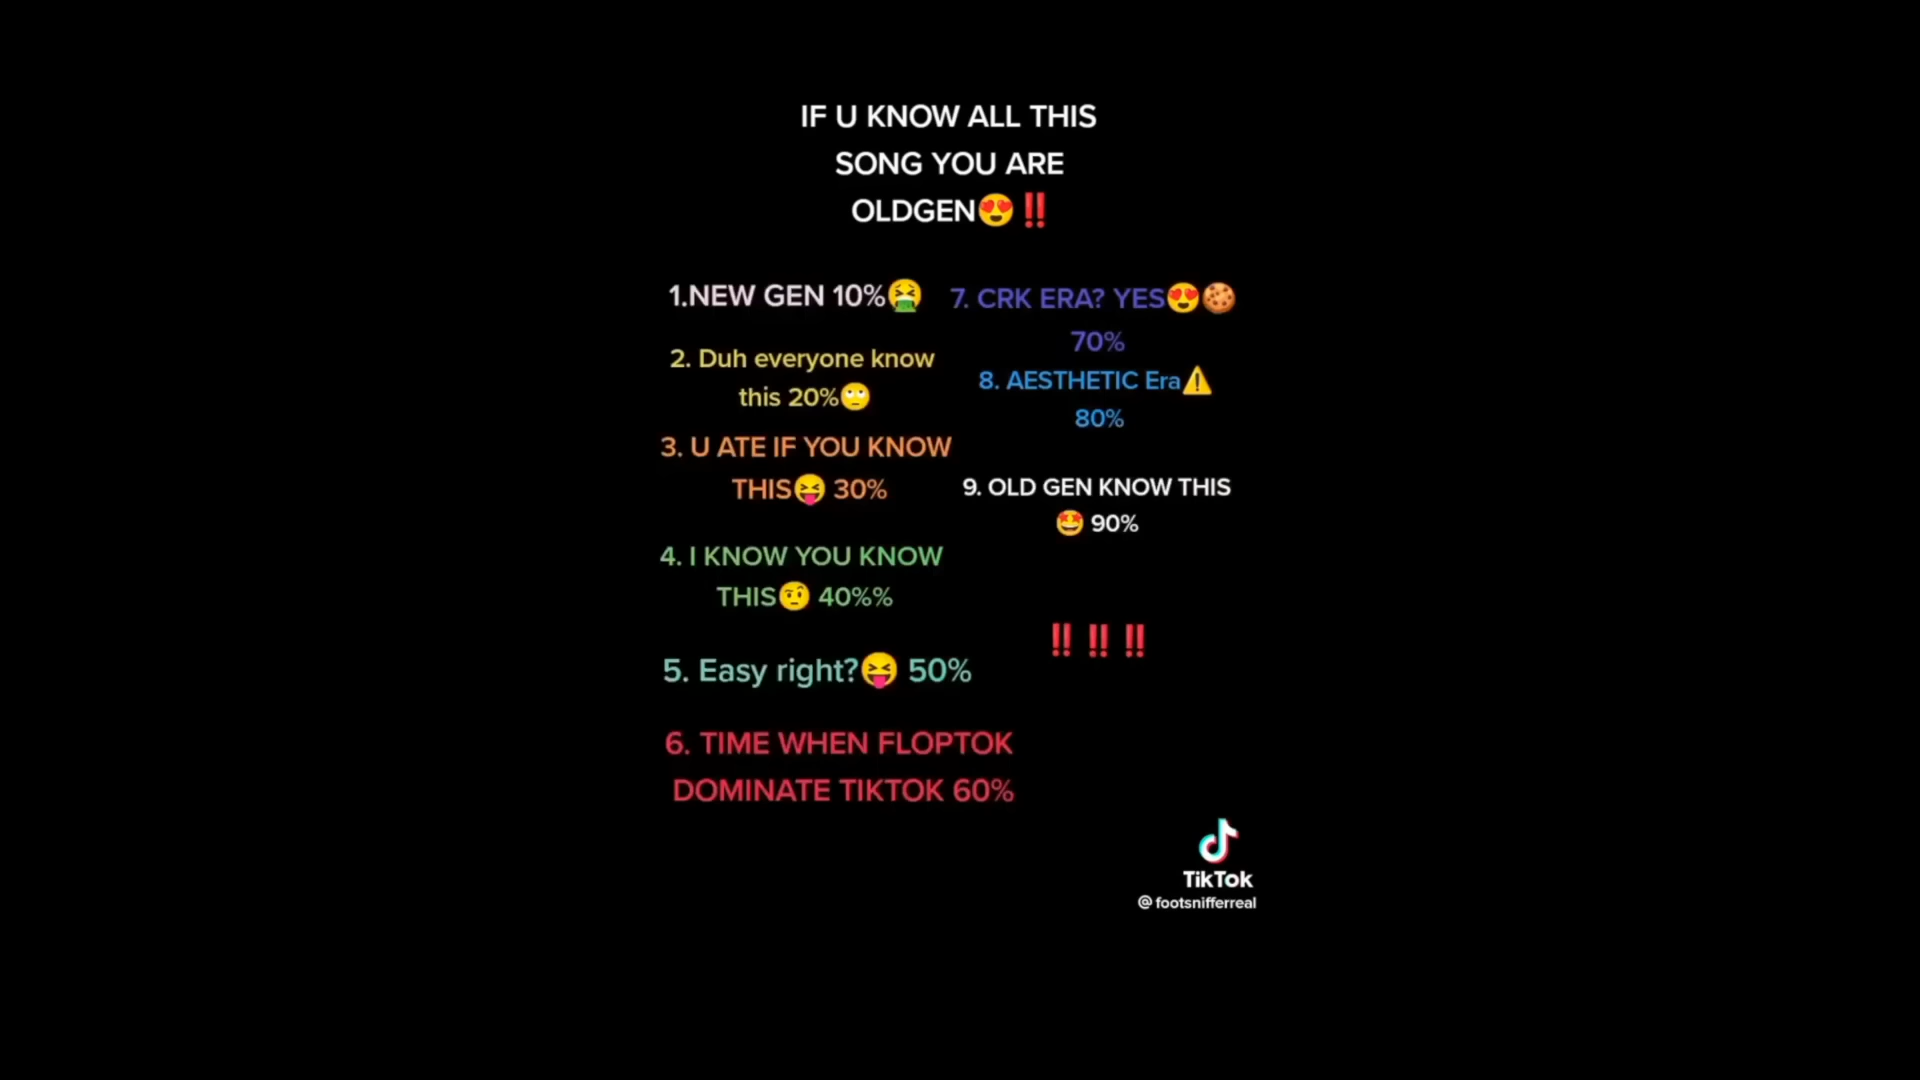 IF U KNOW ALL THIS
SONG YOU ARE
OLDGEN😍‼️
1.NEW GEN 10%🤮
2. Duh everyone know
this 20%🙄
3. U ATE IF YOU KNOW
THIS😝 30%
4. I KNOW YOU KNOW
THIS🤨 40%%
5. Easy right?😝 50%
6. TIME WHEN FLOPTOK
DOMINATE TIKTOK 60%
7. CRK ERA? YES😍🍪
70%
8. AESTHETIC Era⚠️
80%
9. OLD GEN KNOW THIS
🤩 90%
‼️‼️‼️
TikTok
@footsnifferreal